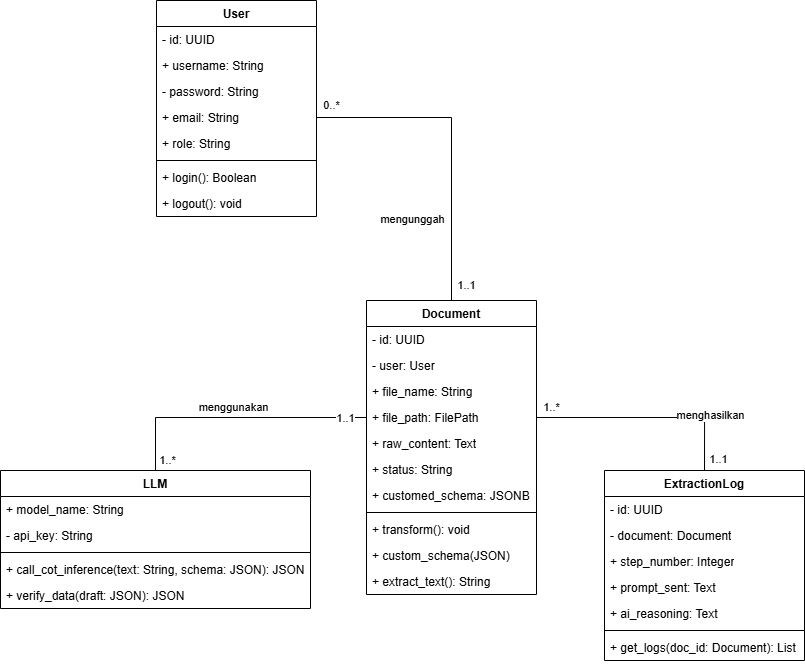 User
- id: UUID
+ username: String
- password: String
+ email: String
+ role: String
+ login(): Boolean
+ logout(): void
0..*
mengunggah
1..1
Document
- id: UUID
- user: User
+ file_name: String
+ file_path: FilePath
+ raw_content: Text
+ status: String
+ customed_schema: JSONB
+ transform(): void
+ custom_schema(JSON)
+ extract_text(): String
menggunakan
1..1
1..*
LLM
+ model_name: String
- api_key: String
+ call_cot_inference(text: String, schema: JSON): JSON
+ verify_data(draft: JSON): JSON
1..*
menghasilkan
1..1
ExtractionLog
- id: UUID
- document: Document
+ step_number: Integer
+ prompt_sent: Text
+ ai_reasoning: Text
+ get_logs(doc_id: Document): List